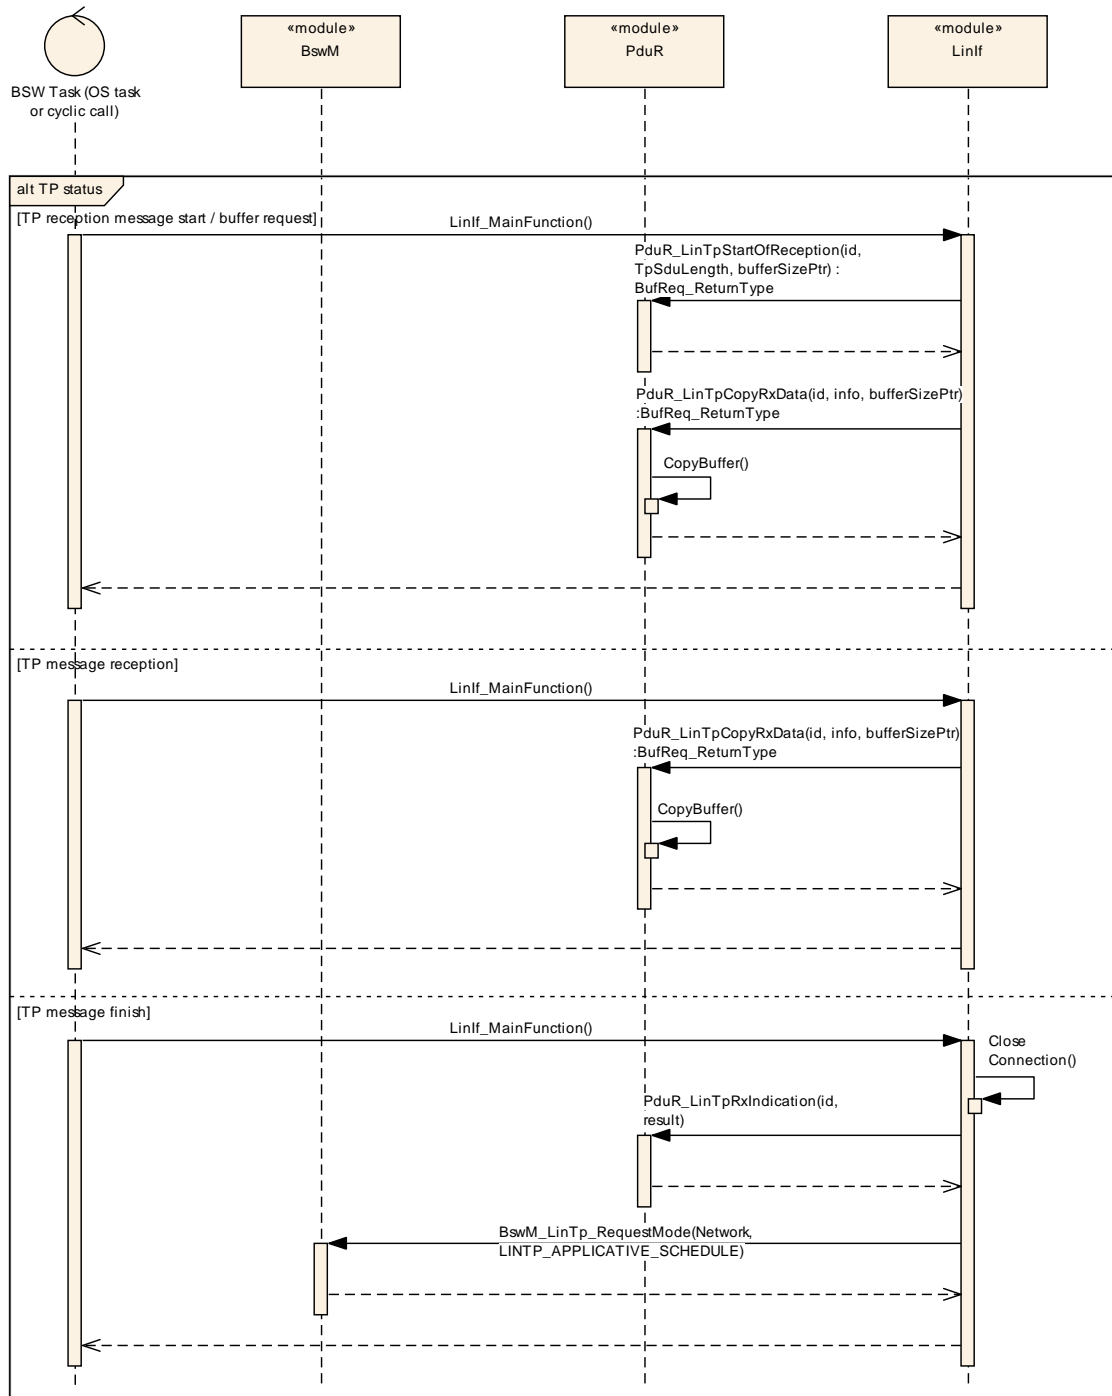 «module»
BswM
«module»
PduR
«module»
LinIf
BSW Task (OS task
or cyclic call)
alt TP status
[TP reception message start / buffer request]
LinIf_MainFunction()
PduR_LinTpStartOfReception(id,
TpSduLength, bufferSizePtr) :
BufReq_ReturnType
PduR_LinTpCopyRxData(id, info, bufferSizePtr)
:BufReq_ReturnType
CopyBuffer()
[TP message reception]
LinIf_MainFunction()
PduR_LinTpCopyRxData(id, info, bufferSizePtr)
:BufReq_ReturnType
CopyBuffer()
[TP message finish]
LinIf_MainFunction()
Close
Connection()
PduR_LinTpRxIndication(id,
result)
BswM_LinTp_RequestMode(Network,
LINTP_APPLICATIVE_SCHEDULE)